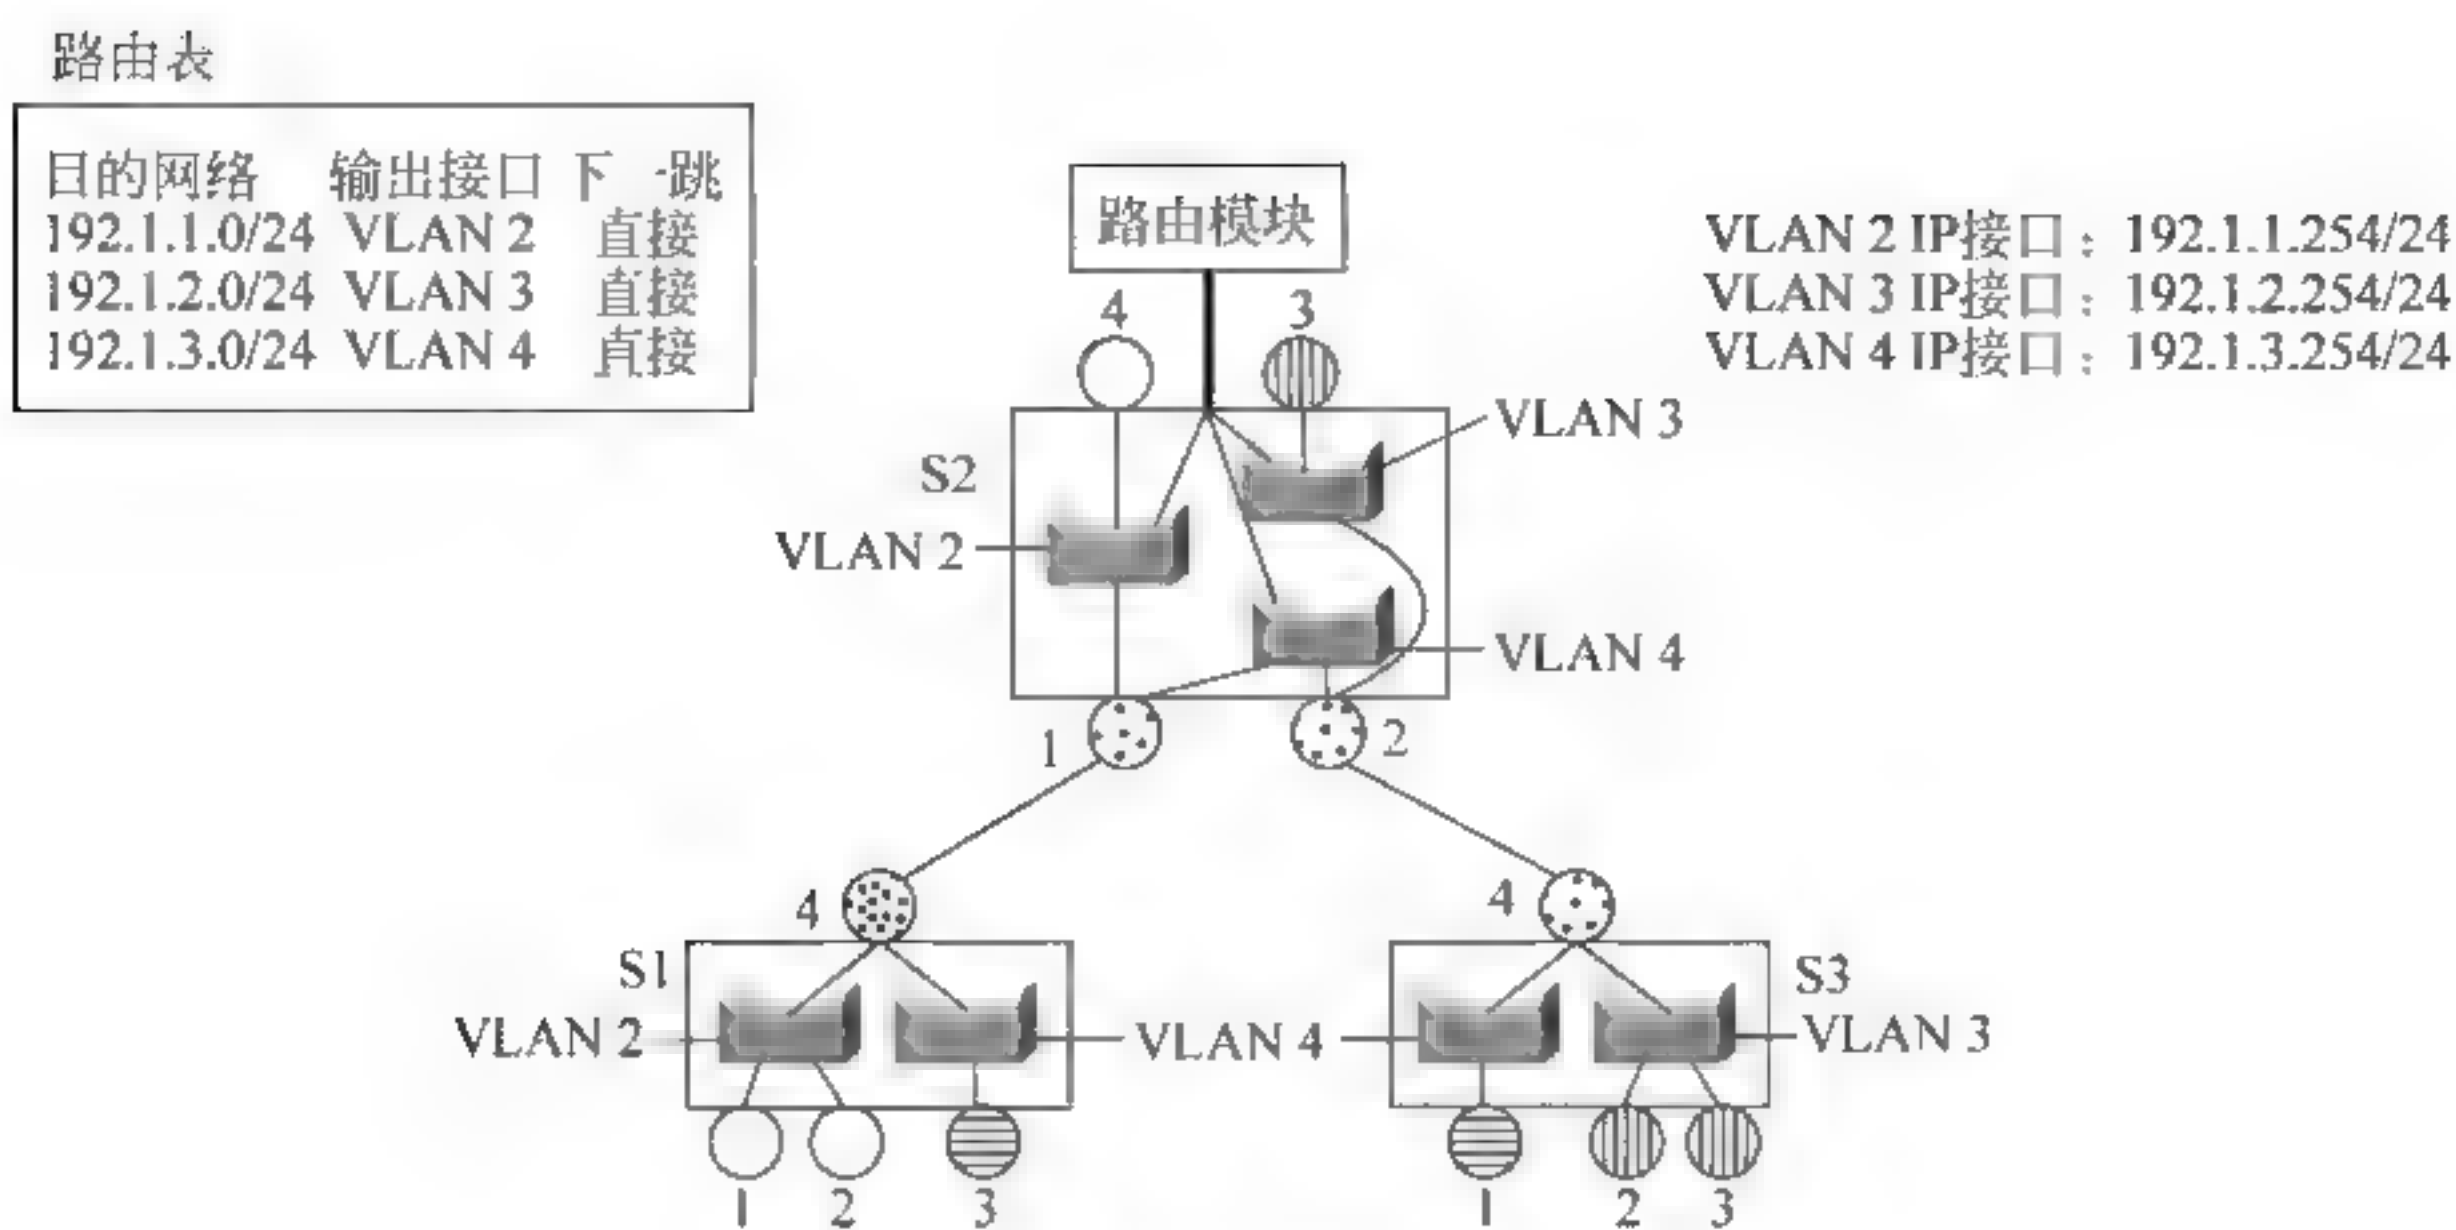 路由表
目的网络 输出接口 下一跳
192.1.1.0/24 VLAN 2 直接
192.1.2.0/24 VLAN 3 直接
192.1.3.0/24 VLAN 4 直接
路由模块
VLAN 2 IP接口：192.1.1.254/24
VLAN 3 IP接口：192.1.2.254/24
VLAN 4 IP接口：192.1.3.254/24
4
3
VLAN 3
S2
VLAN 2
VLAN 4
1
2
4
4
S1
S3
VLAN 2
VLAN 4
VLAN 3
1
2
3
1
2
3